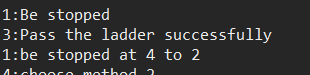 1:Be stopped
3:Pass the ladder successfully
1:be stopped at 4 to 2
4:choose method 2